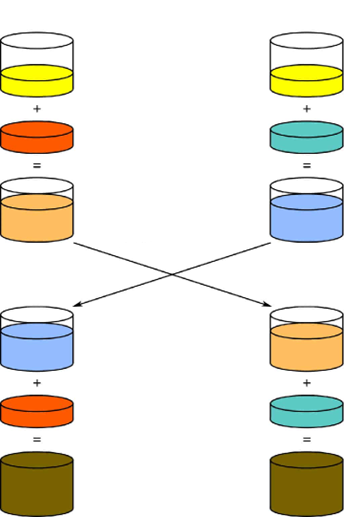 + +
= =
+ +
= =